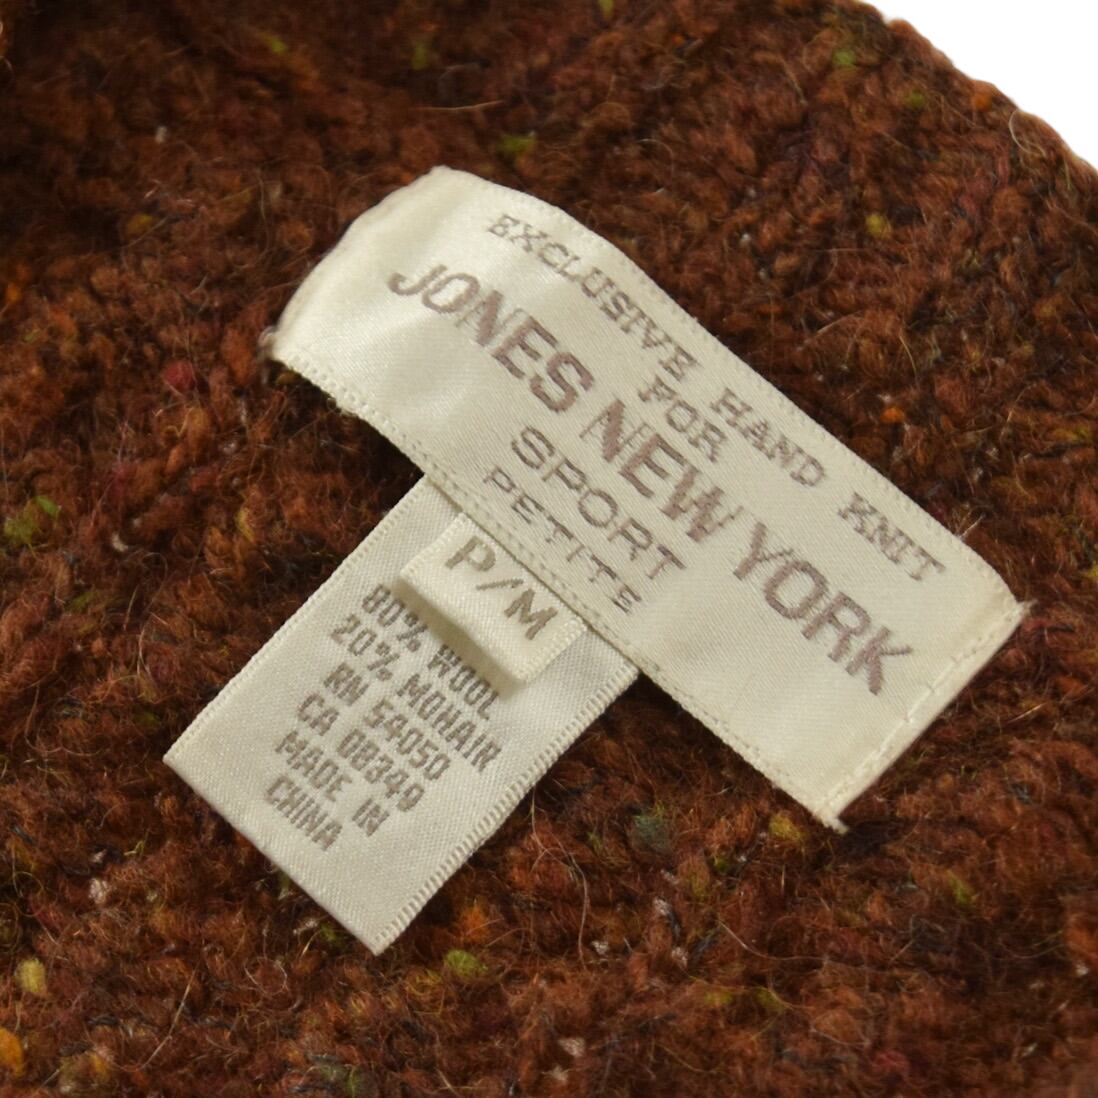 EXCLUSIVE HAND KNIT
FOR
JONES NEW YORK
SPORT
PETITE
P/M
80% WOOL
20% MOHAIR
RN 54050
CA 08349
MADE IN
CHINA